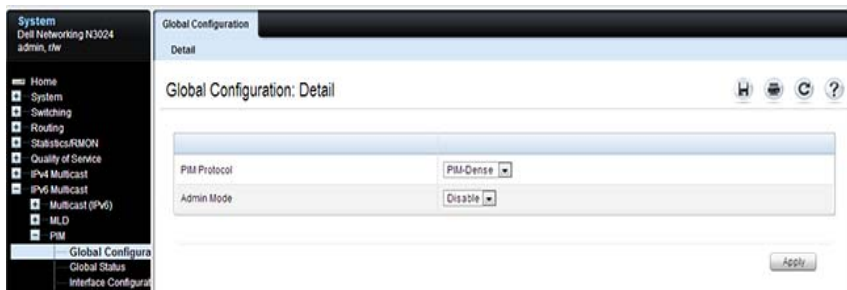 System
Dell Networking N3024
admin, r/w
Global Configuration
Detail
Home
System
Switching
Routing
Statistics/RMON
Quality of Service
IPv4 Multicast
IPv6 Multicast
Multicast (IPv6)
MLD
PIM
Global Configura
Global Status
Interface Configurat
Global Configuration: Detail
?
PIM Protocol
PIM-Dense
Admin Mode
Disable
Apply